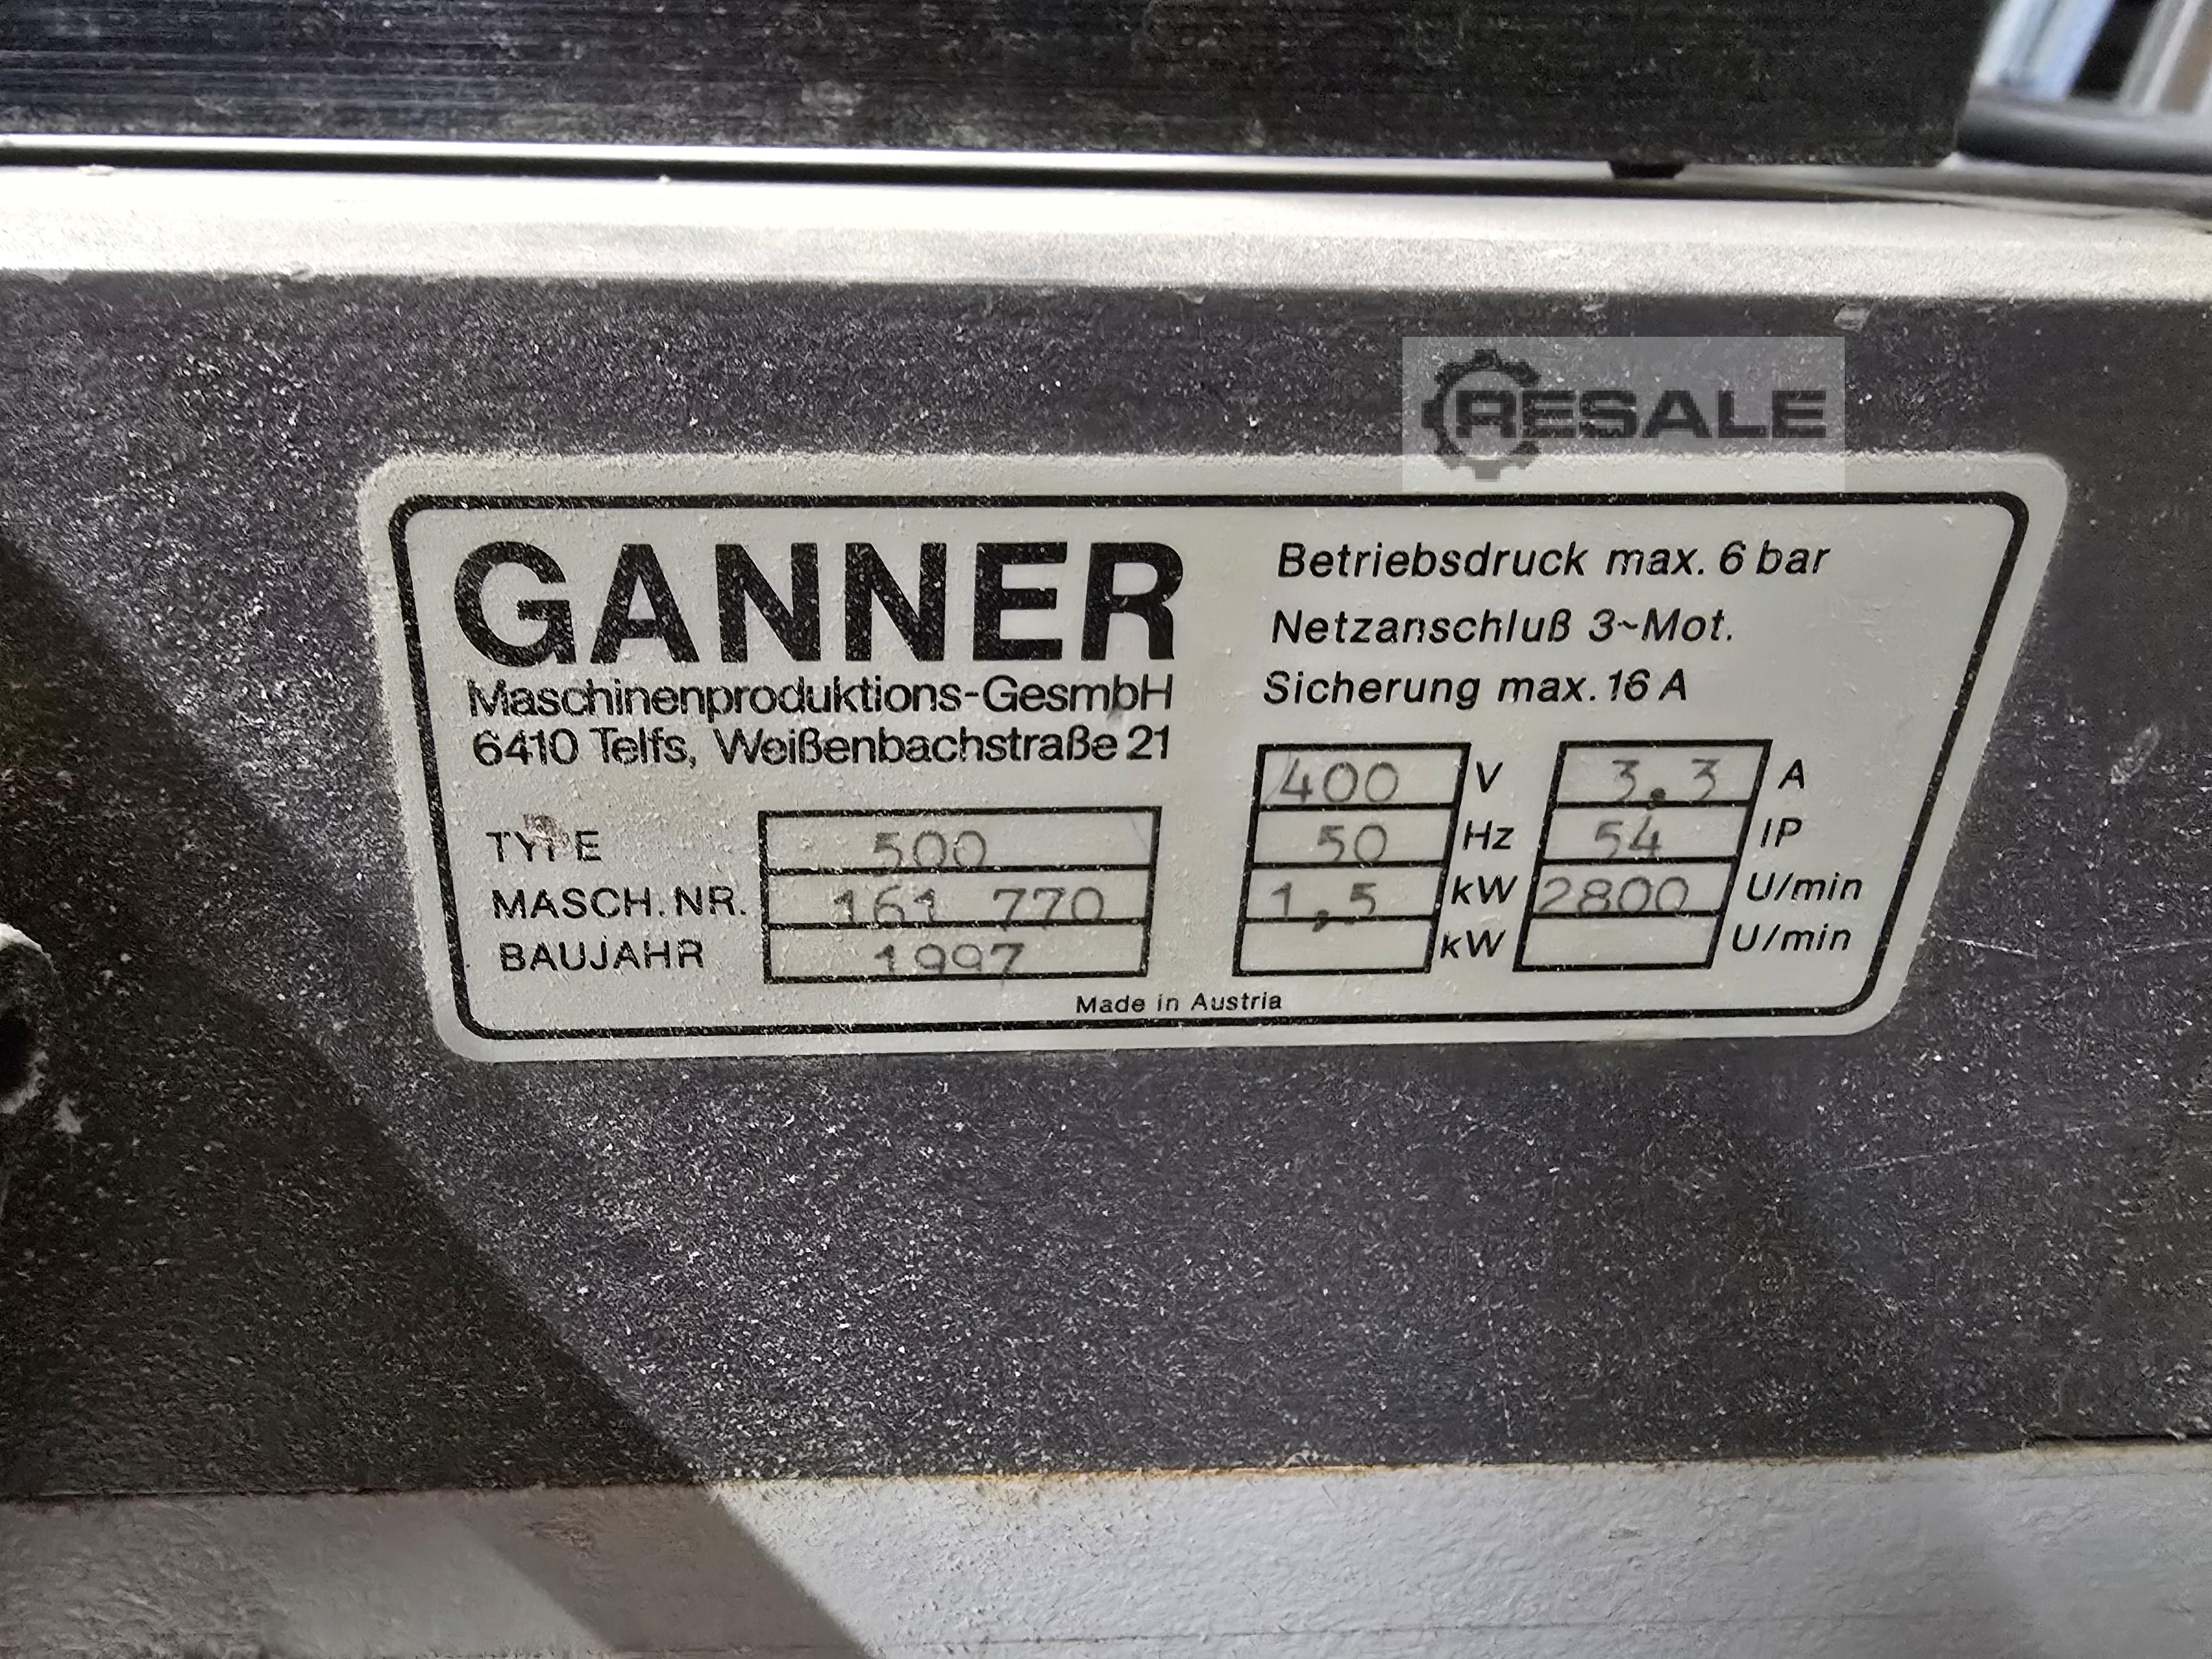 RESALE
GANNER
Maschinenproduktions-GesmbH
6410 Telfs, Weißenbachstraße 21
TYPE 500
MASCH. NR. 161 770
BAUJAHR 1997
Betriebsdruck max. 6 bar
Netzanschluß 3~Mot.
Sicherung max. 16 A
400 V 3,3 A
50 Hz 54 IP
1,5 kW 2800 U/min
kW U/min
Made in Austria